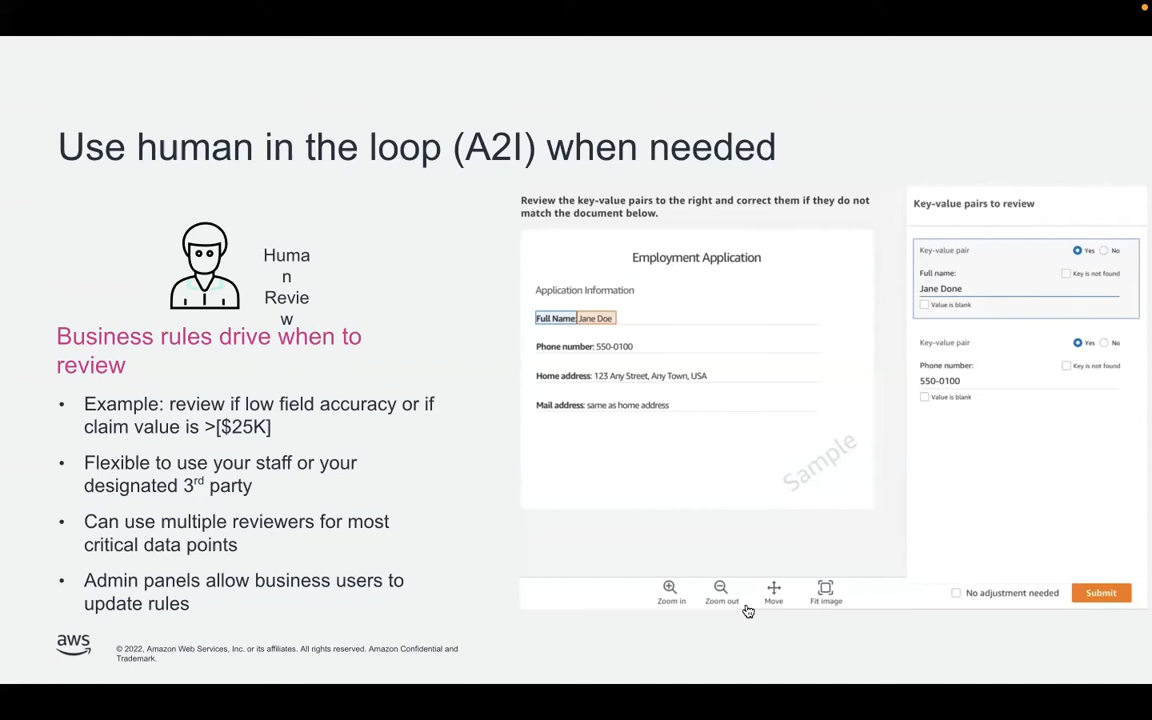 Use human in the loop (A2I) when needed
Huma
n
Revie
w
Business rules drive when to
review
• Example: review if low field accuracy or if
claim value is >[$25K]
• Flexible to use your staff or your
designated 3rd party
• Can use multiple reviewers for most
critical data points
• Admin panels allow business users to
update rules
Review the key-value pairs to the right and correct them if they do not
match the document below.
Employment Application
Application Information
Full Name: Jane Doe
Phone number: 550-0100
Home address: 123 Any Street, Any Town, USA
Mail address: same as home address
Sample
Zoom in Zoom out Move Fit image
Key-value pairs to review
Key-value pair Yes No
Full name: Key is not found
Jane Done
Value is blank
Key-value pair Yes No
Phone number: Key is not found
550-0100
Value is blank
No adjustment needed Submit
aws
© 2022, Amazon Web Services, Inc. or its affiliates. All rights reserved. Amazon Confidential and
Trademark.